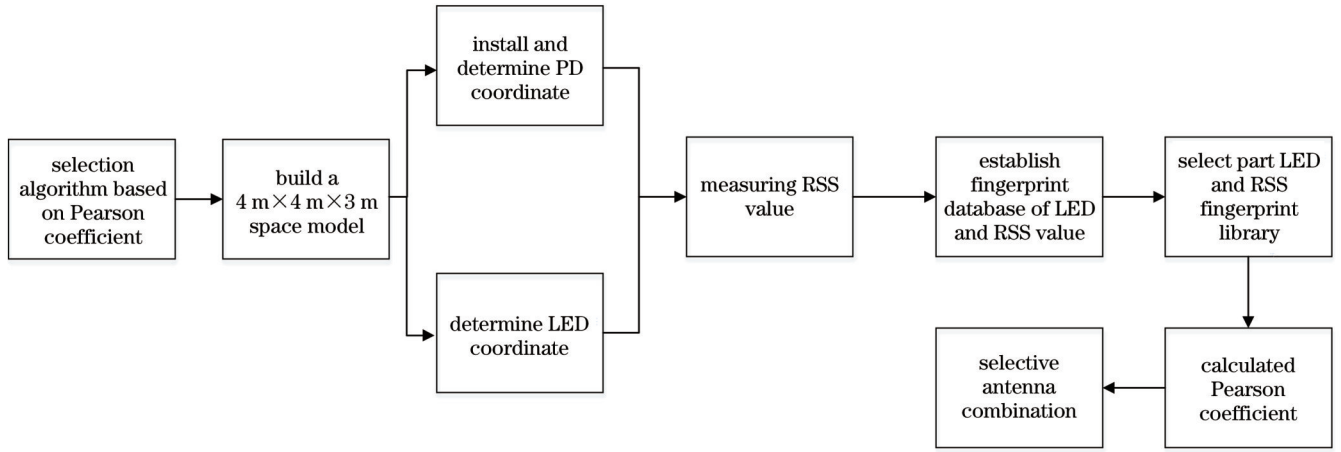 selection
algorithm based
on Pearson
coefficient
build a
4 m×4 m×3 m
space model
install and
determine PD
coordinate
determine LED
coordinate
measuring RSS
value
establish
fingerprint
database of LED
and RSS value
select part LED
and RSS
fingerprint
library
calculated
Pearson
coefficient
selective
antenna
combination